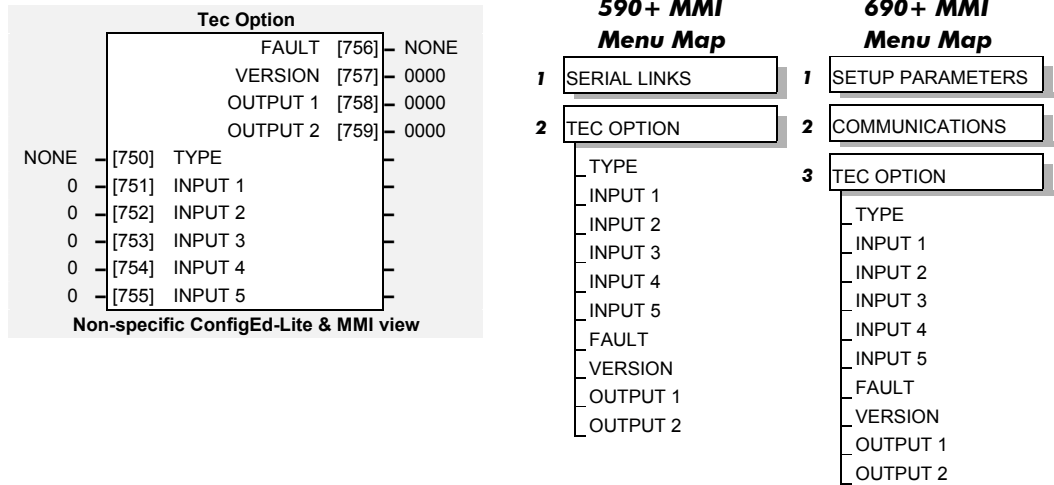 Tec Option
FAULT [756] – NONE
VERSION [757] – 0000
OUTPUT 1 [758] – 0000
OUTPUT 2 [759] – 0000
NONE – [750] TYPE –
0 – [751] INPUT 1 –
0 – [752] INPUT 2 –
0 – [753] INPUT 3 –
0 – [754] INPUT 4 –
0 – [755] INPUT 5 –
Non-specific ConfigEd-Lite & MMI view
590+ MMI
Menu Map
1 SERIAL LINKS
2 TEC OPTION
TYPE
INPUT 1
INPUT 2
INPUT 3
INPUT 4
INPUT 5
FAULT
VERSION
OUTPUT 1
OUTPUT 2
690+ MMI
Menu Map
1 SETUP PARAMETERS
2 COMMUNICATIONS
3 TEC OPTION
TYPE
INPUT 1
INPUT 2
INPUT 3
INPUT 4
INPUT 5
FAULT
VERSION
OUTPUT 1
OUTPUT 2